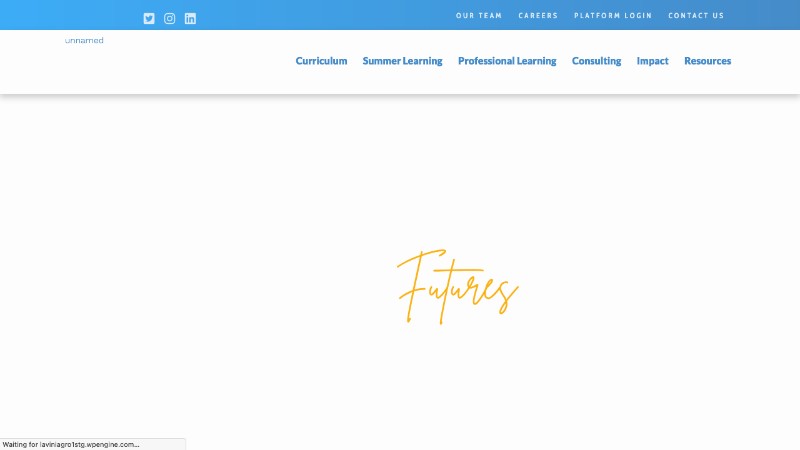 OUR TEAM CAREERS PLATFORM LOGIN CONTACT US
unnamed
Curriculum Summer Learning Professional Learning Consulting Impact Resources
Futures
Waiting for laviniagro1stg.wpengine.com...